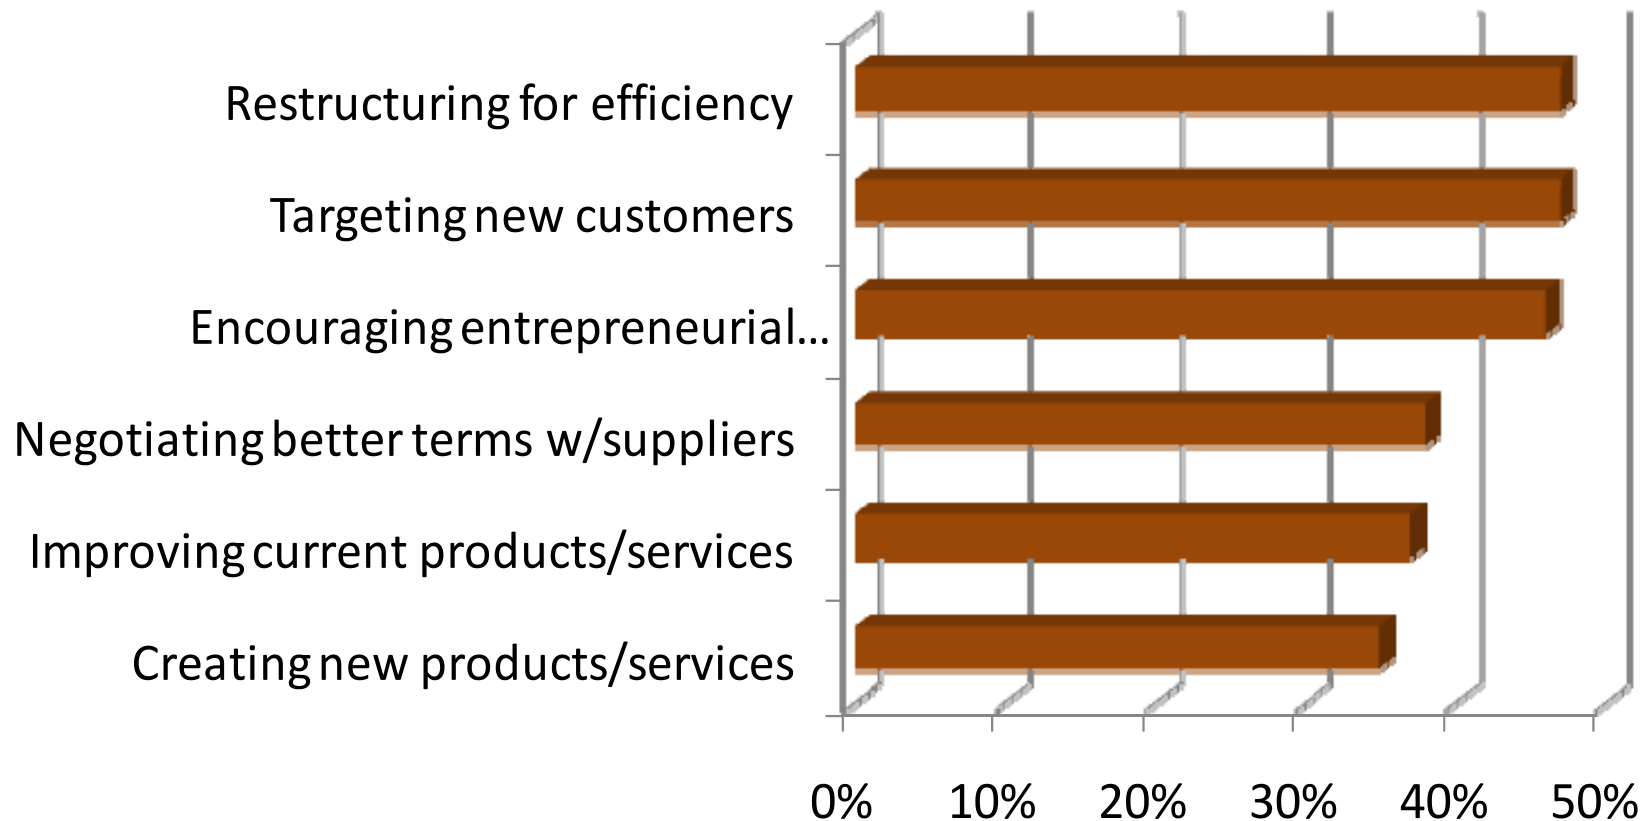 Restructuring for efficiency
Targeting new customers
Encouraging entrepreneurial...
Negotiating better terms w/suppliers
Improving current products/services
Creating new products/services
0% 10% 20% 30% 40% 50%